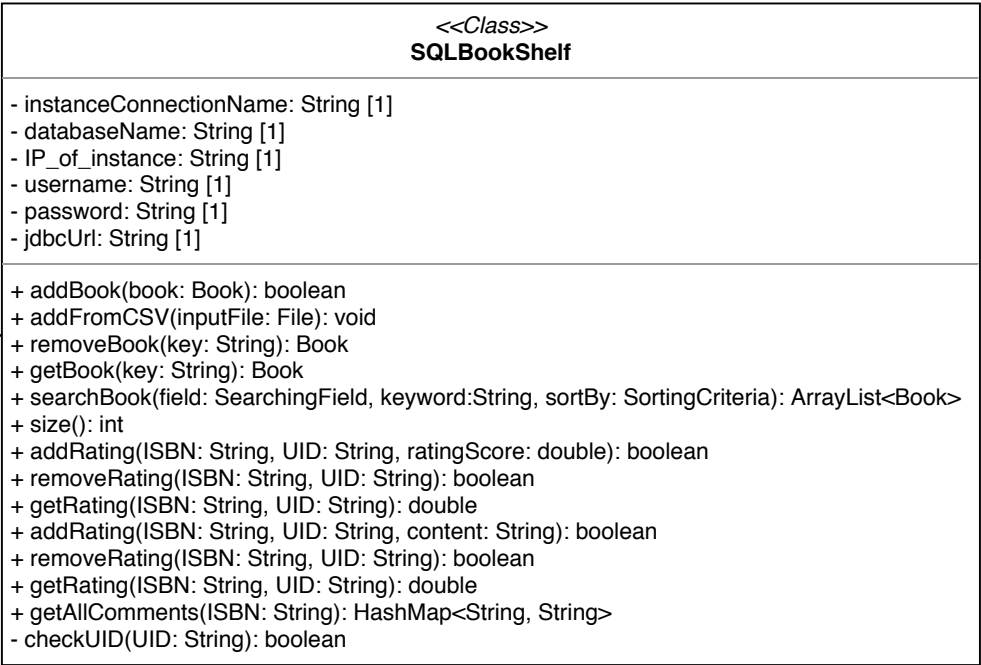 <<Class>>
SQLBookShelf
- instanceConnectionName: String [1]
- databaseName: String [1]
- IP_of_instance: String [1]
- username: String [1]
- password: String [1]
- jdbcUrl: String [1]
+ addBook(book: Book): boolean
+ addFromCSV(inputFile: File): void
+ removeBook(key: String): Book
+ getBook(key: String): Book
+ searchBook(field: SearchingField, keyword:String, sortBy: SortingCriteria): ArrayList<Book>
+ size(): int
+ addRating(ISBN: String, UID: String, ratingScore: double): boolean
+ removeRating(ISBN: String, UID: String): boolean
+ getRating(ISBN: String, UID: String): double
+ addRating(ISBN: String, UID: String, content: String): boolean
+ removeRating(ISBN: String, UID: String): boolean
+ getRating(ISBN: String, UID: String): double
+ getAllComments(ISBN: String): HashMap<String, String>
- checkUID(UID: String): boolean